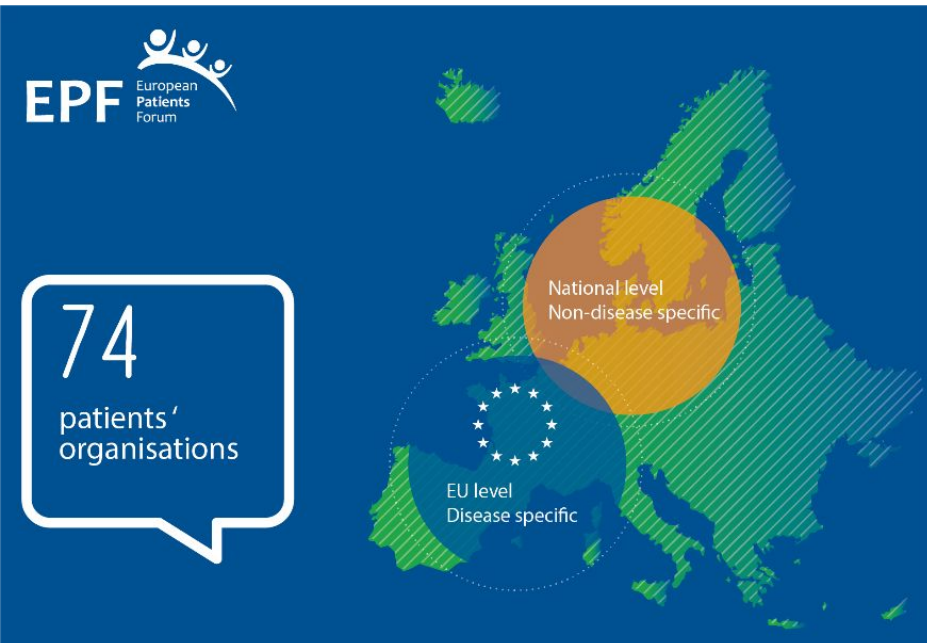 EPF
European
Patients
Forum
74
patients‘
organisations
National level
Non-disease specific
EU level
Disease specific